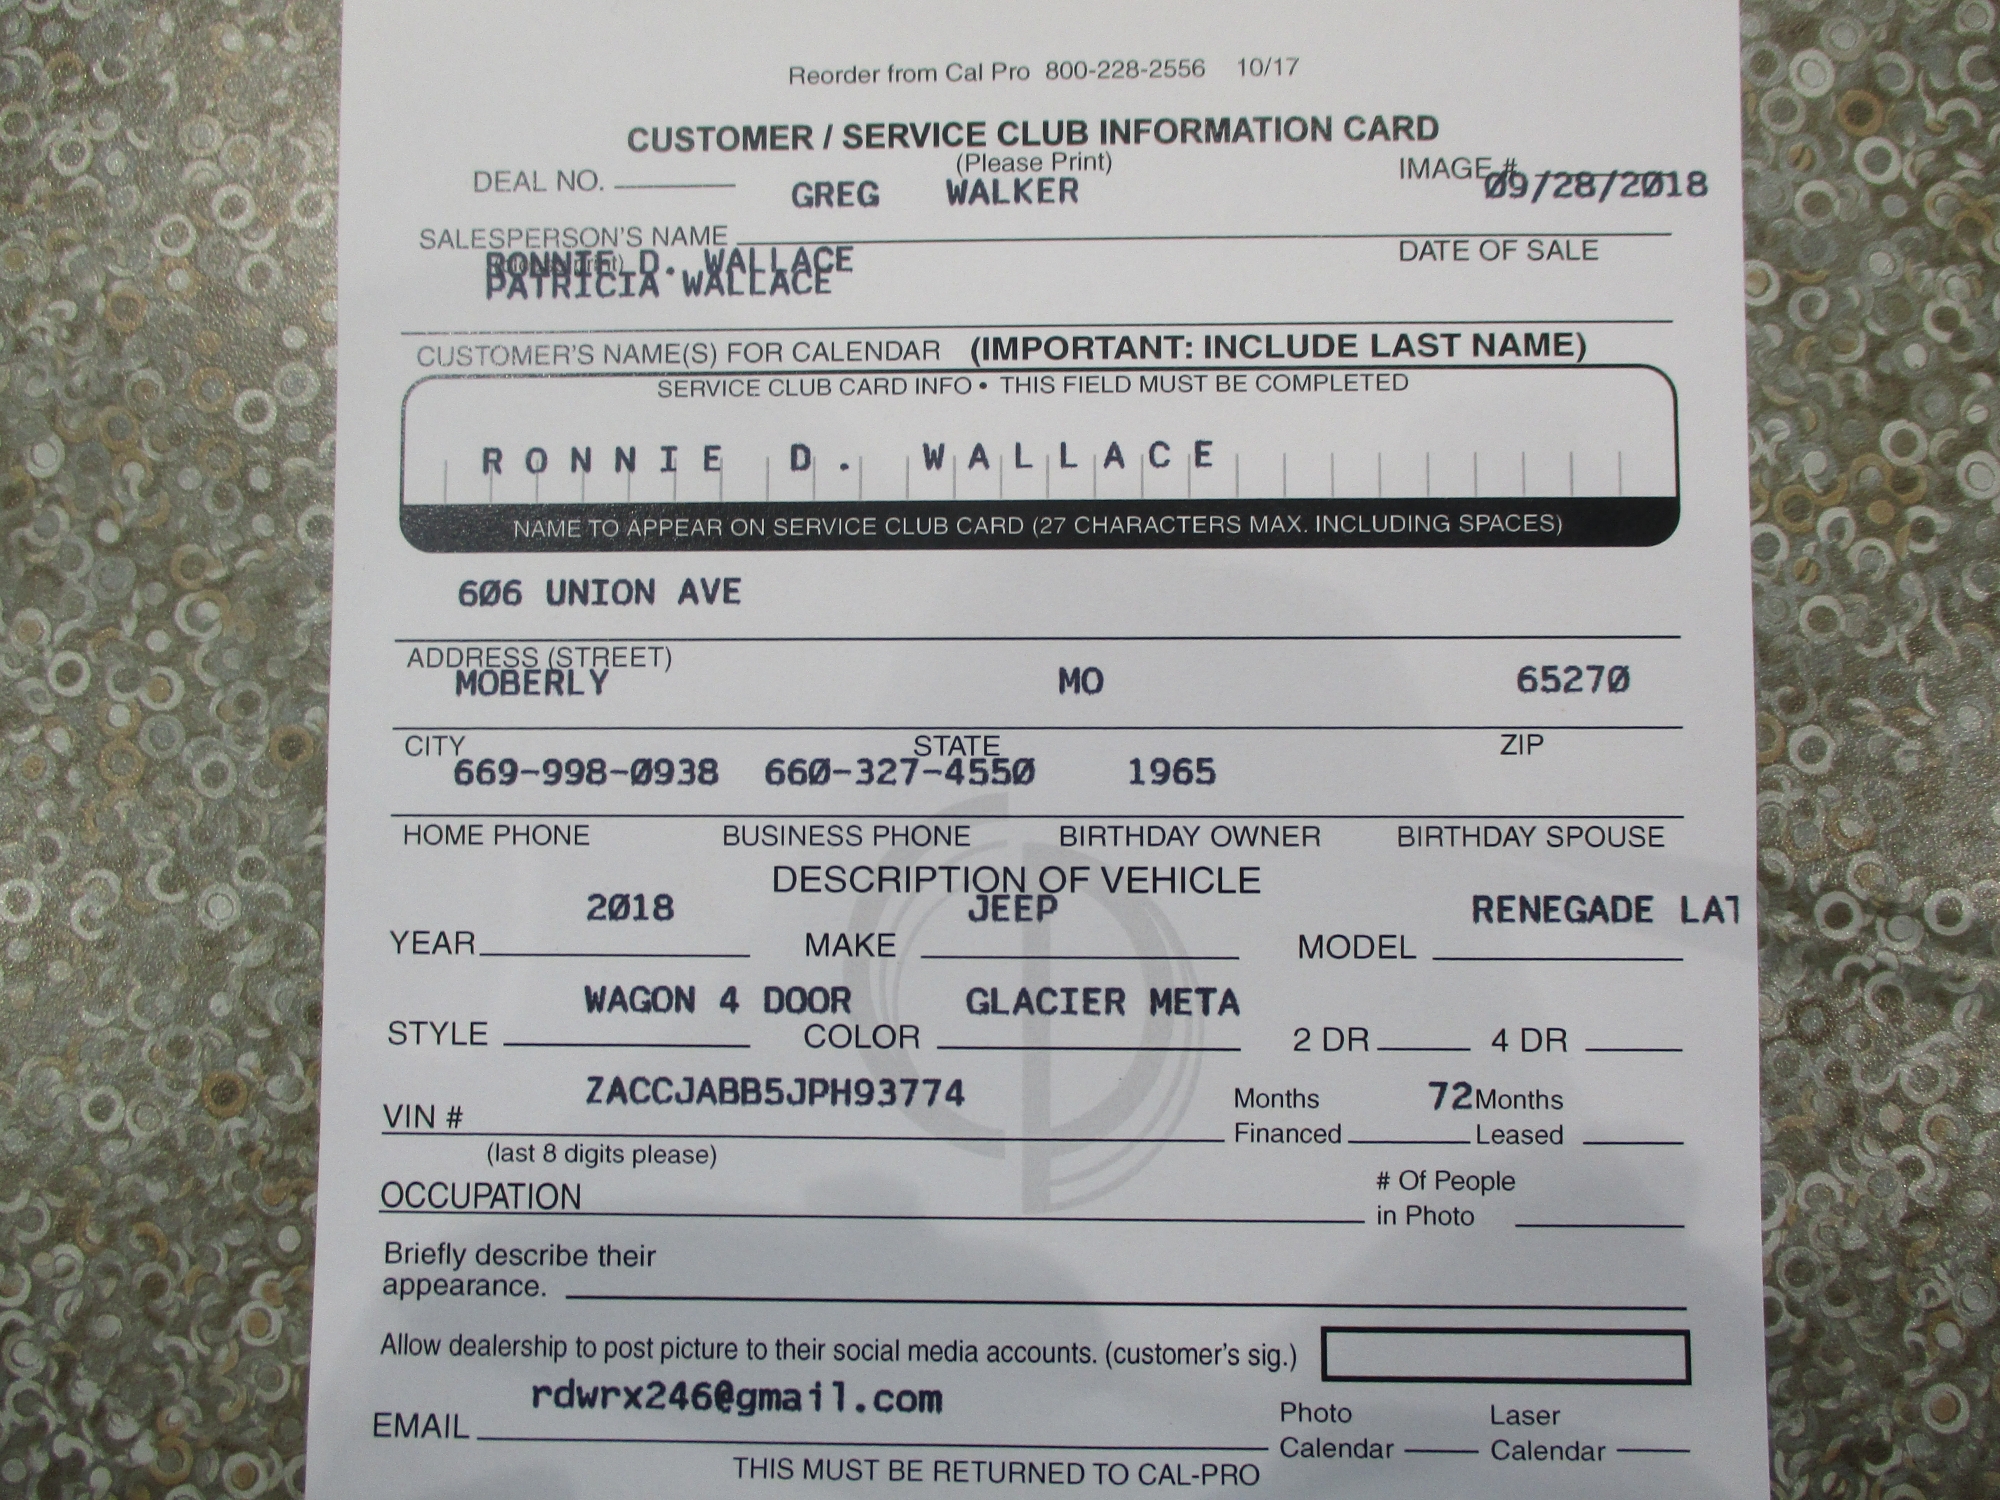 Reorder from Cal Pro 800-228-2556 10/17
CUSTOMER / SERVICE CLUB INFORMATION CARD
(Please Print)
DEAL NO. GREG WALKER IMAGE # 09/28/2018
SALESPERSON'S NAME DATE OF SALE
RONNIE D. WALLACE
PATRICIA WALLACE
CUSTOMER'S NAME(S) FOR CALENDAR (IMPORTANT: INCLUDE LAST NAME)
SERVICE CLUB CARD INFO • THIS FIELD MUST BE COMPLETED
RONNIE D. WALLACE
NAME TO APPEAR ON SERVICE CLUB CARD (27 CHARACTERS MAX. INCLUDING SPACES)
606 UNION AVE
ADDRESS (STREET)
MOBERLY MO 65270
CITY STATE ZIP
669-998-0938 660-327-4550 1965
HOME PHONE BUSINESS PHONE BIRTHDAY OWNER BIRTHDAY SPOUSE
DESCRIPTION OF VEHICLE
2018 JEEP RENEGADE LAT
YEAR MAKE MODEL
WAGON 4 DOOR GLACIER META
STYLE COLOR 2 DR 4 DR
ZACCJABB5JPH93774 Months 72 Months
VIN # Financed Leased
(last 8 digits please)
OCCUPATION # Of People
in Photo
Briefly describe their
appearance.
Allow dealership to post picture to their social media accounts. (customer's sig.)
rdwrx246@gmail.com Photo Laser
EMAIL Calendar Calendar
THIS MUST BE RETURNED TO CAL-PRO